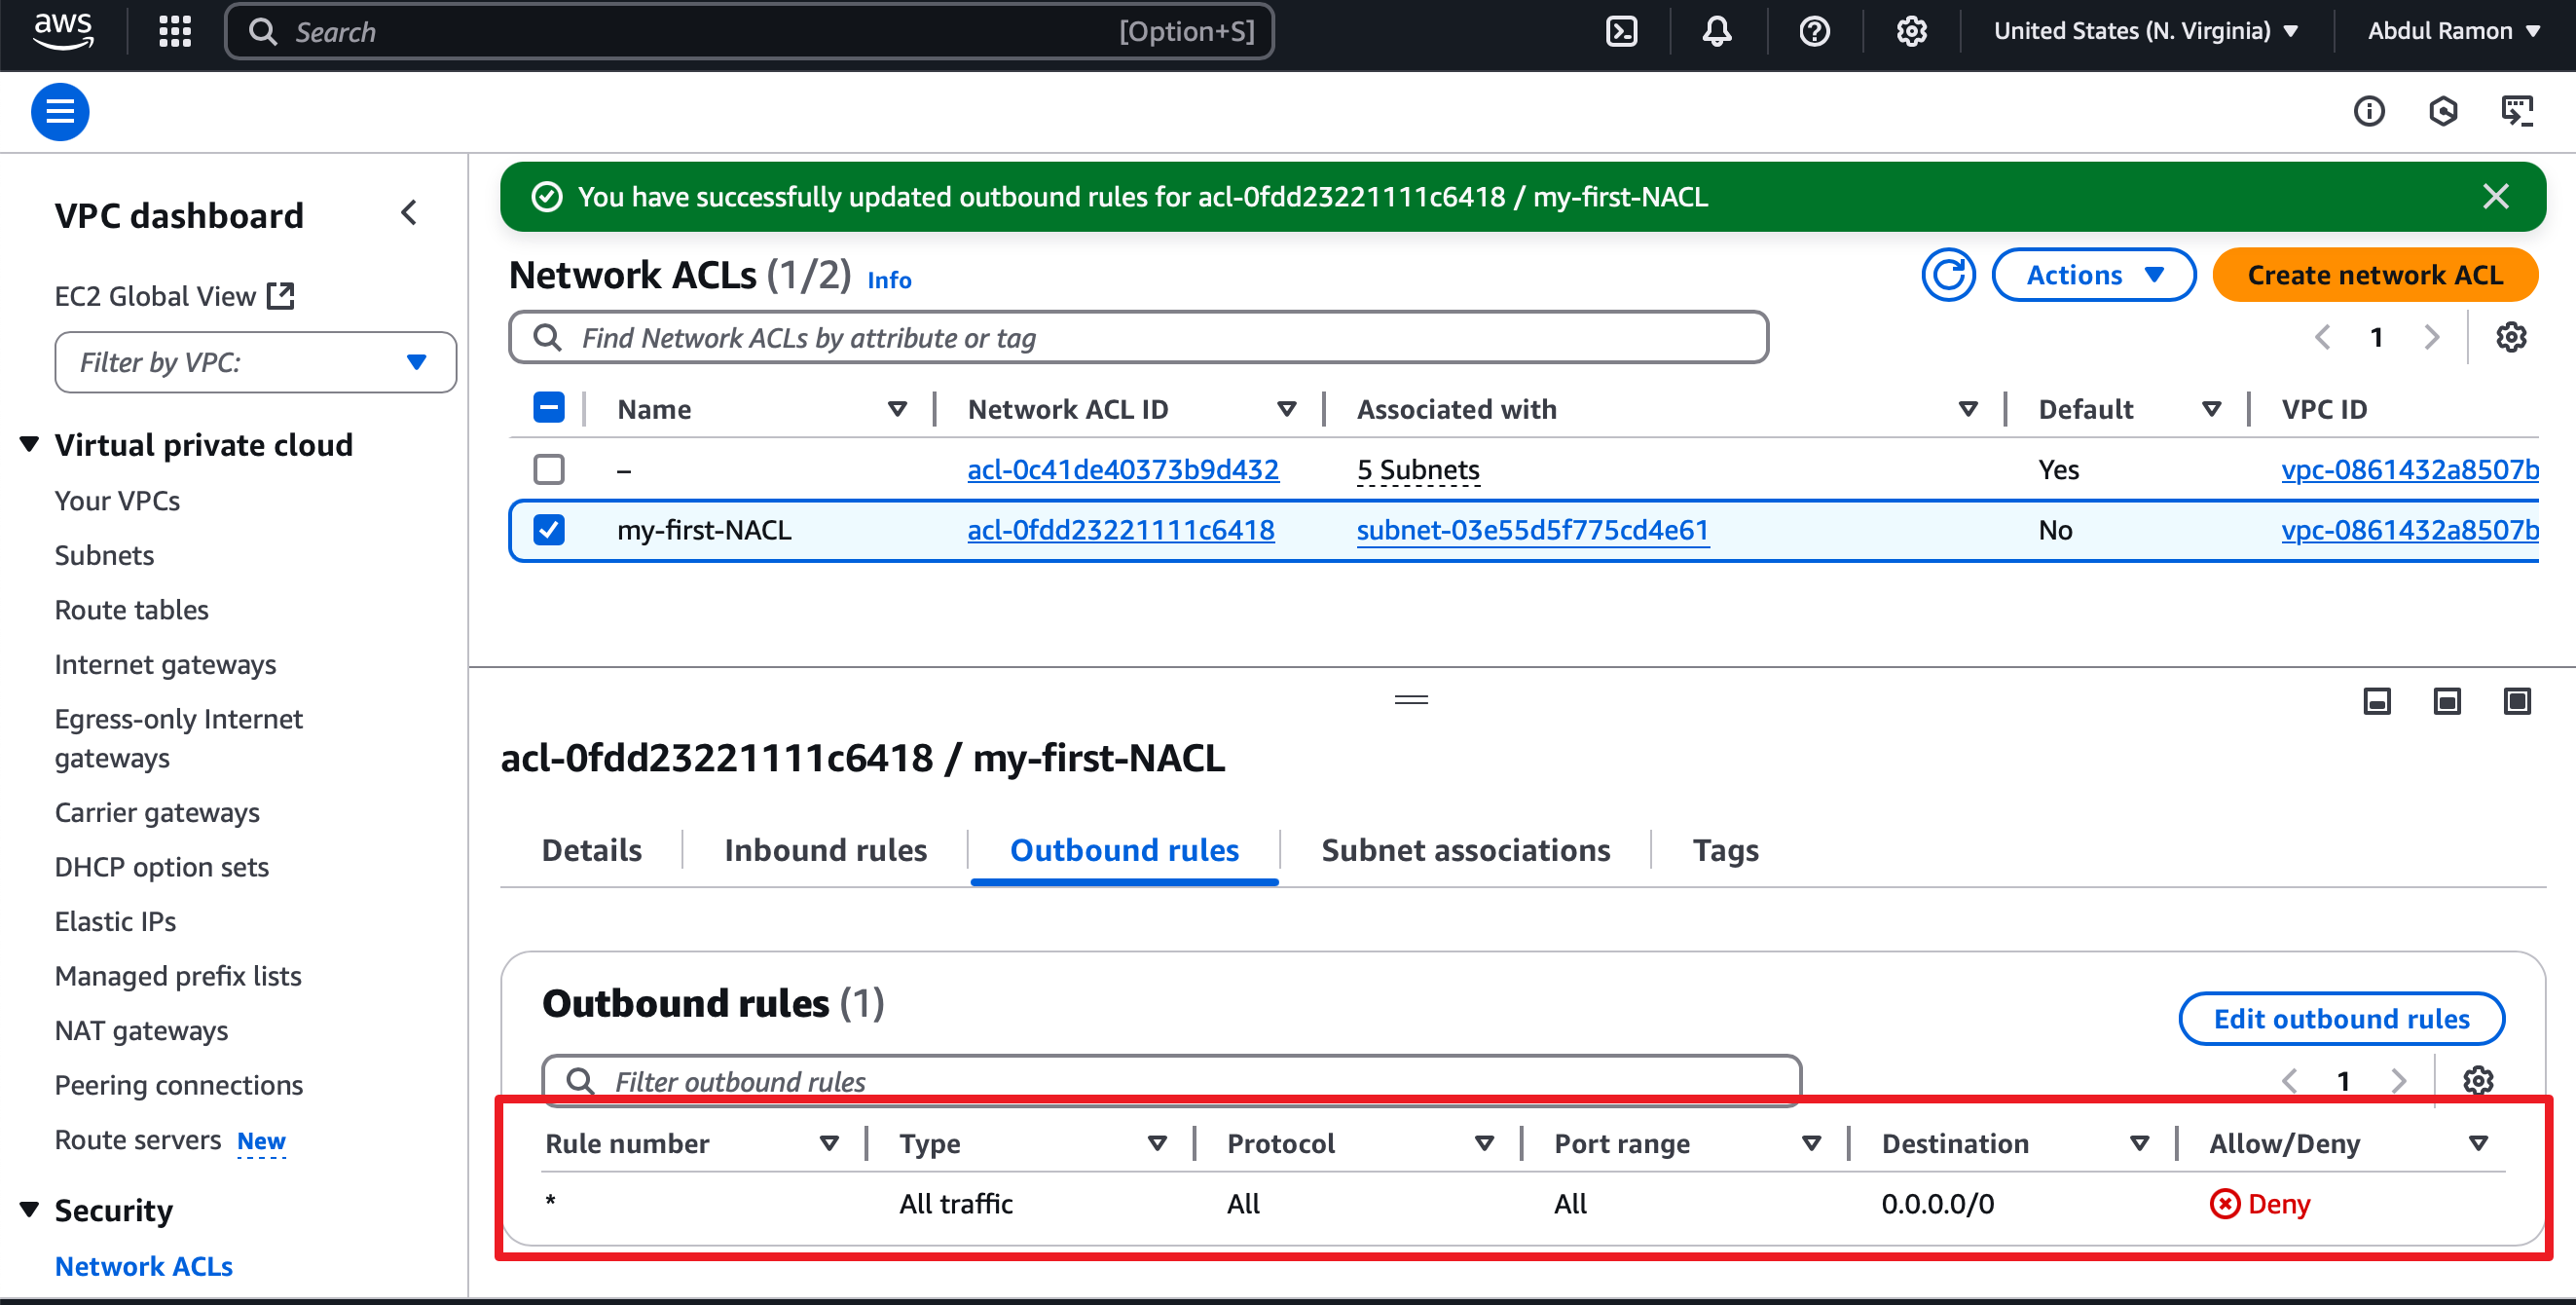 aws Search [Option+S] United States (N. Virginia) Abdul Ramon
You have successfully updated outbound rules for acl-0fdd23221111c6418 / my-first-NACL
VPC dashboard
EC2 Global View
Filter by VPC:
Virtual private cloud
Your VPCs
Subnets
Route tables
Internet gateways
Egress-only Internet
gateways
Carrier gateways
DHCP option sets
Elastic IPs
Managed prefix lists
NAT gateways
Peering connections
Route servers New
Security
Network ACLs
Network ACLs (1/2) Info Actions Create network ACL
Find Network ACLs by attribute or tag 1
Name Network ACL ID Associated with Default VPC ID
– acl-0c41de40373b9d432 5 Subnets Yes vpc-0861432a8507b
my-first-NACL acl-0fdd23221111c6418 subnet-03e55d5f775cd4e61 No vpc-0861432a8507b
acl-0fdd23221111c6418 / my-first-NACL
Details Inbound rules Outbound rules Subnet associations Tags
Outbound rules (1) Edit outbound rules
Filter outbound rules 1
Rule number Type Protocol Port range Destination Allow/Deny
* All traffic All All 0.0.0.0/0 Deny